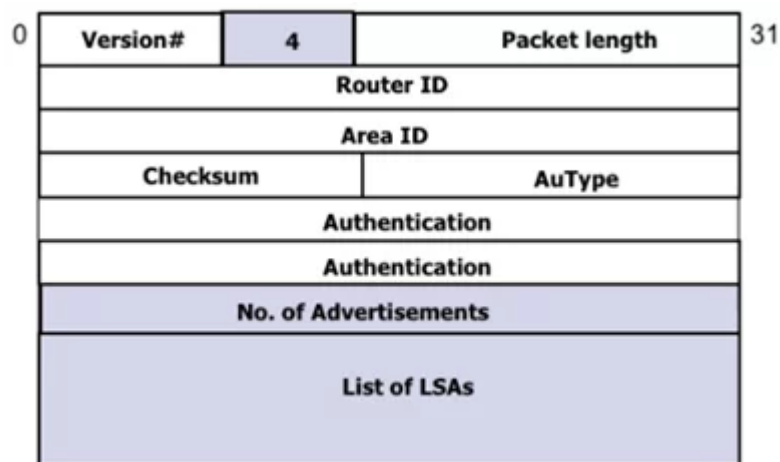 0 Version# 4 Packet length 31
Router ID
Area ID
Checksum AuType
Authentication
Authentication
No. of Advertisements
List of LSAs